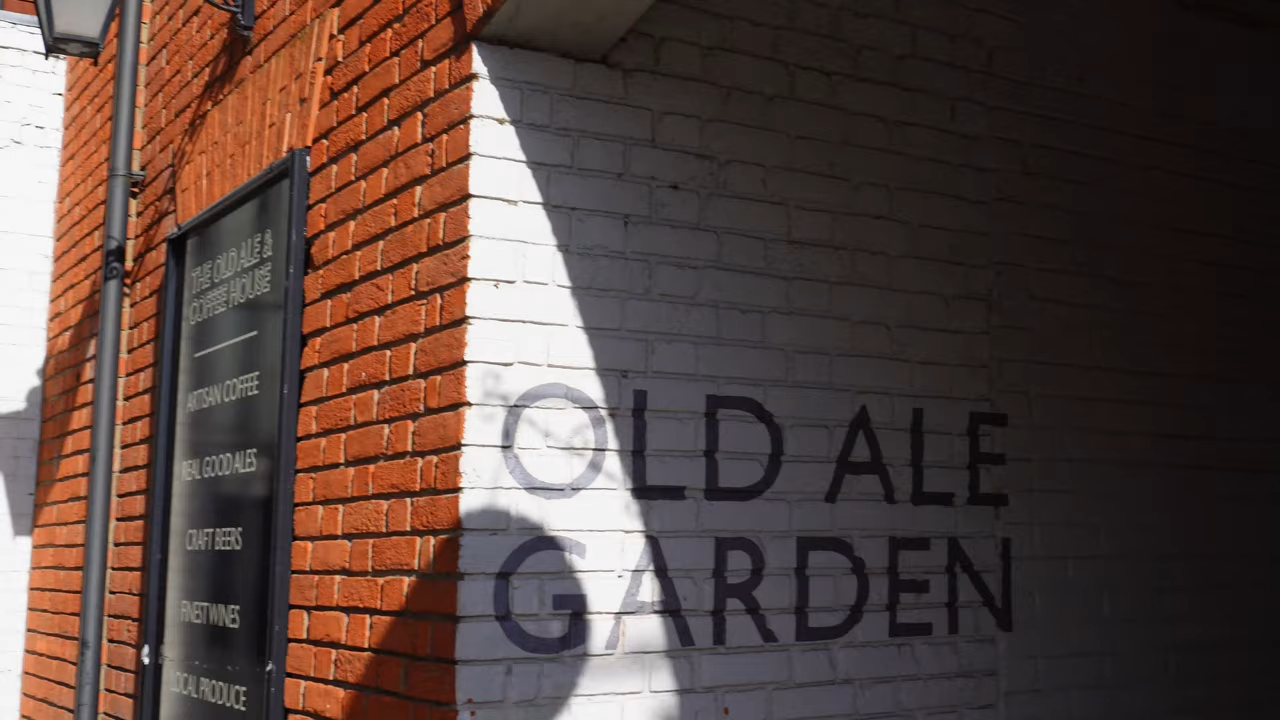 THE OLD ALE &
COFFEE HOUSE
ARTISAN COFFEE
REAL GOOD ALES
CRAFT BEERS
FINEST WINES
LOCAL PRODUCE
OLD ALE
GARDEN